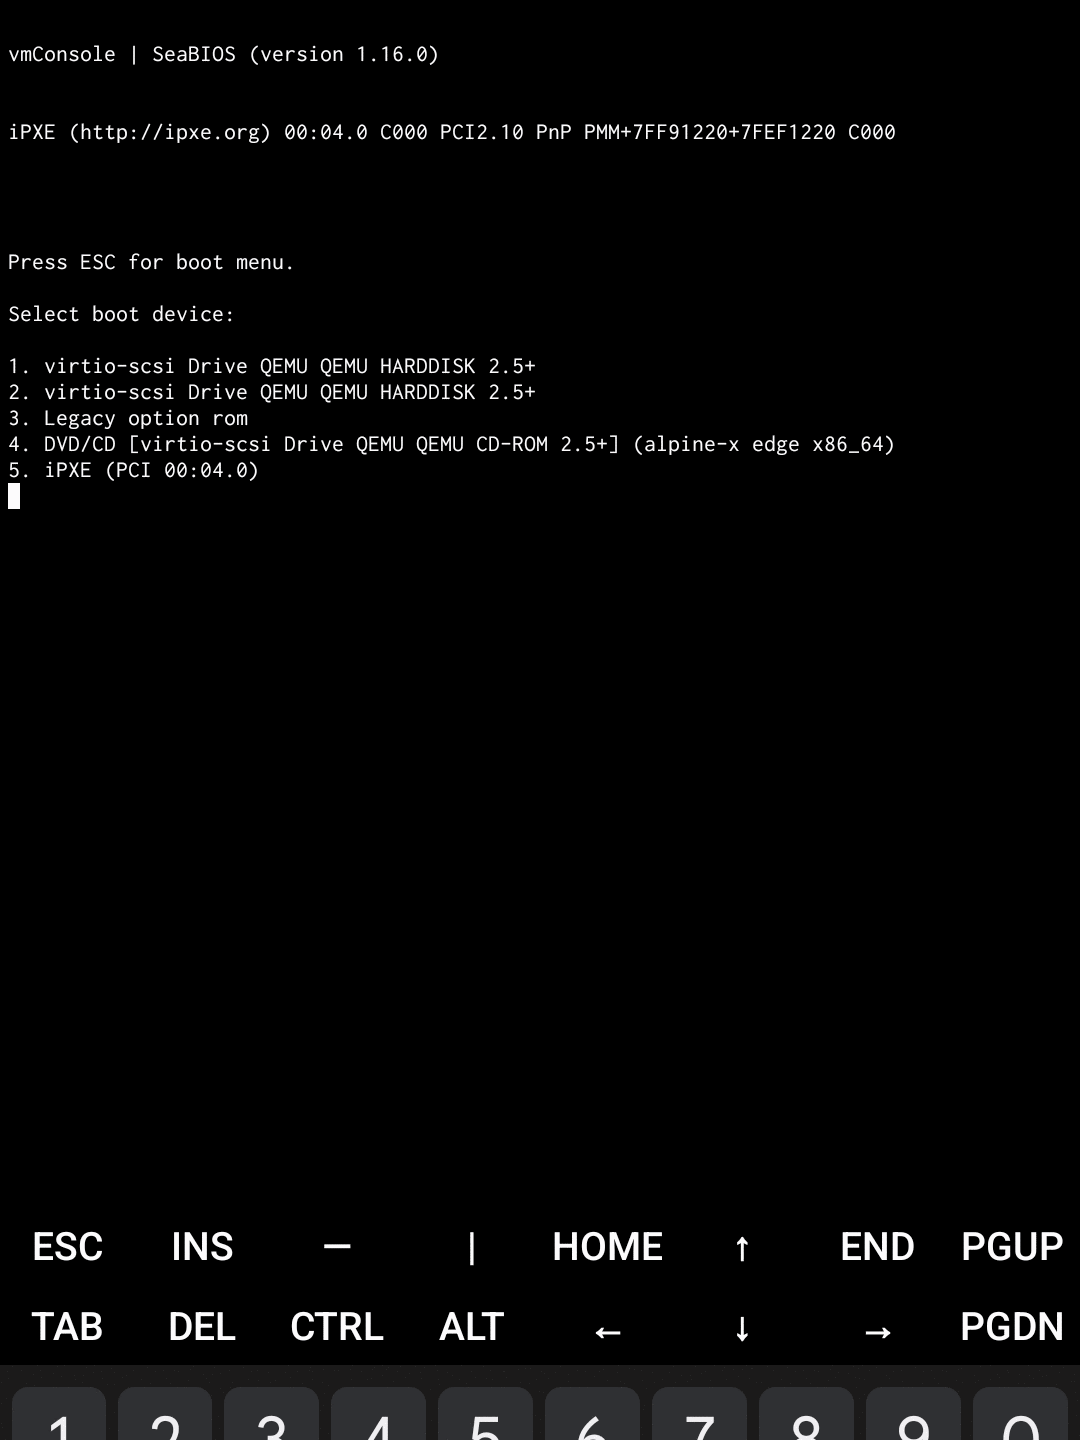 vmConsole | SeaBIOS (version 1.16.0)
iPXE (http://ipxe.org) 00:04.0 C000 PCI2.10 PnP PMM+7FF91220+7FEF1220 C000
Press ESC for boot menu.
Select boot device:
1. virtio-scsi Drive QEMU QEMU HARDDISK 2.5+
2. virtio-scsi Drive QEMU QEMU HARDDISK 2.5+
3. Legacy option rom
4. DVD/CD [virtio-scsi Drive QEMU QEMU CD-ROM 2.5+] (alpine-x edge x86_64)
5. iPXE (PCI 00:04.0)
ESC INS — | HOME ↑ END PGUP
TAB DEL CTRL ALT ← ↓ → PGDN
1 2 3 4 5 6 7 8 9 0